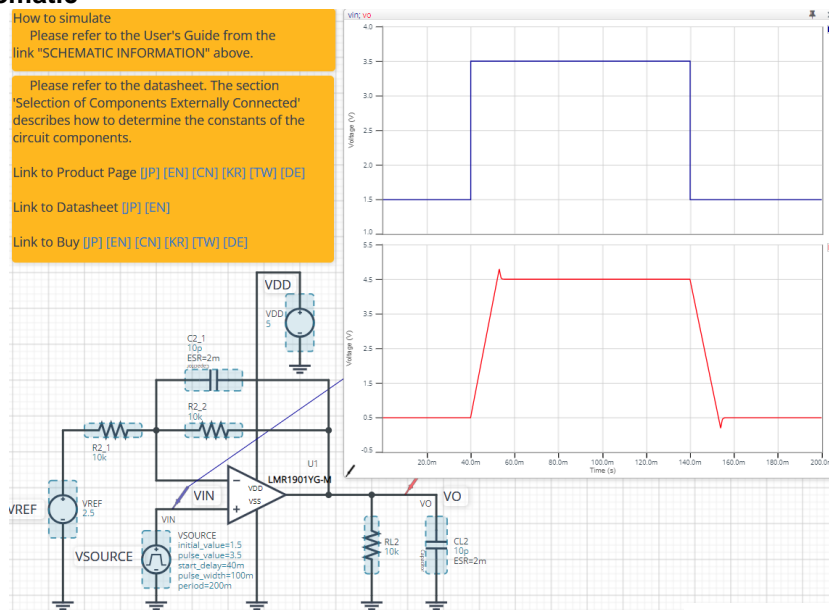 ematic
How to simulate
Please refer to the User's Guide from the
link "SCHEMATIC INFORMATION" above.
Please refer to the datasheet. The section
'Selection of Components Externally Connected'
describes how to determine the constants of the
circuit components.
Link to Product Page [JP] [EN] [CN] [KR] [TW] [DE]
Link to Datasheet [JP] [EN]
Link to Buy [JP] [EN] [CN] [KR] [TW] [DE]
vin; vo
4.0
3.5
3.0
2.5
2.0
1.5
1.0
Voltage (V)
5.5
4.5
3.5
2.5
1.5
0.5
-0.5
Voltage (V)
20.0m 40.0m 60.0m 80.0m 100.0m 120.0m 140.0m 160.0m 180.0m 200.0
Time (s)
VDD
VDD
5
C2_1
10p
ESR=2m
R2_2
10k
R2_1
10k
U1
LMR1901YG-M
VDD
VSS
VIN
VIN
VREF
VREF
2.5
VSOURCE
VSOURCE
initial_value=1.5
pulse_value=3.5
start_delay=40m
pulse_width=100m
period=200m
VO
VO
RL2
10k
CL2
10p
ESR=2m